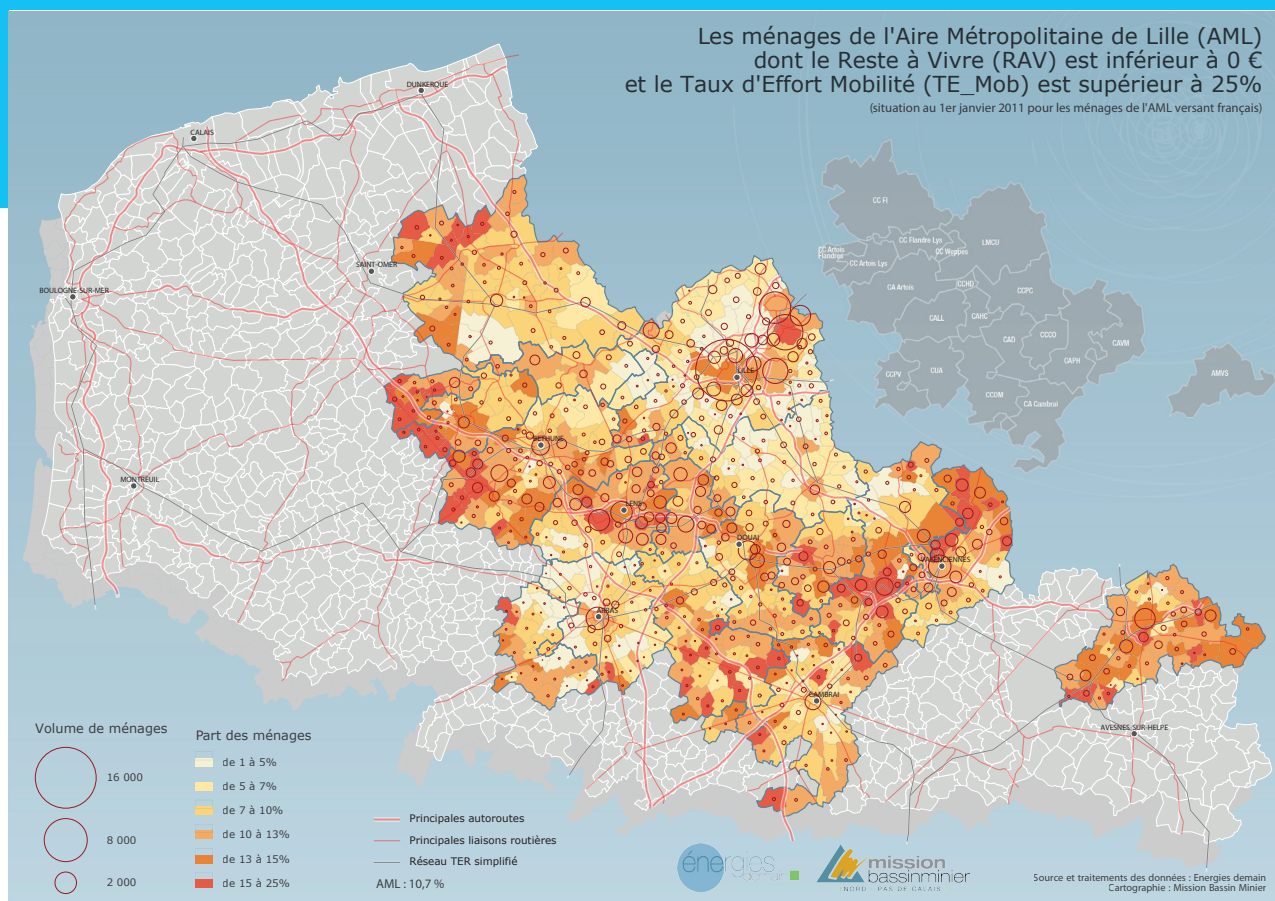 Les ménages de l'Aire Métropolitaine de Lille (AML)
dont le Reste à Vivre (RAV) est inférieur à 0 €
et le Taux d'Effort Mobilité (TE_Mob) est supérieur à 25%
(situation au 1er janvier 2011 pour les ménages de l'AML versant français)
DUNKERQUE
CALAIS
SAINT-OMER
BOULOGNE-SUR-MER
MONTREUIL
LILLE
BETHUNE
LENS
DOUAI
VALENCIENNES
ARRAS
CAMBRAI
AVESNES-SUR-HELPE
CC FI
CC Flandre Lys
LMCU
CC Artois
Flandres
CC Weppes
CC Artois Lys
CA Artois
CCHD
CCPC
CALL
CAHC
CAD
CCCO
CAVM
CAPH
CCPV
CUA
CCOM
CA Cambrai
AMVS
Volume de ménages
16 000
8 000
2 000
Part des ménages
de 1 à 5%
de 5 à 7%
de 7 à 10%
de 10 à 13%
de 13 à 15%
de 15 à 25%
Principales autoroutes
Principales liaisons routières
Réseau TER simplifié
AML : 10,7 %
énergies
demain
mission
bassinminier
NORD - PAS DE CALAIS
Source et traitements des données : Energies demain
Cartographie : Mission Bassin Minier